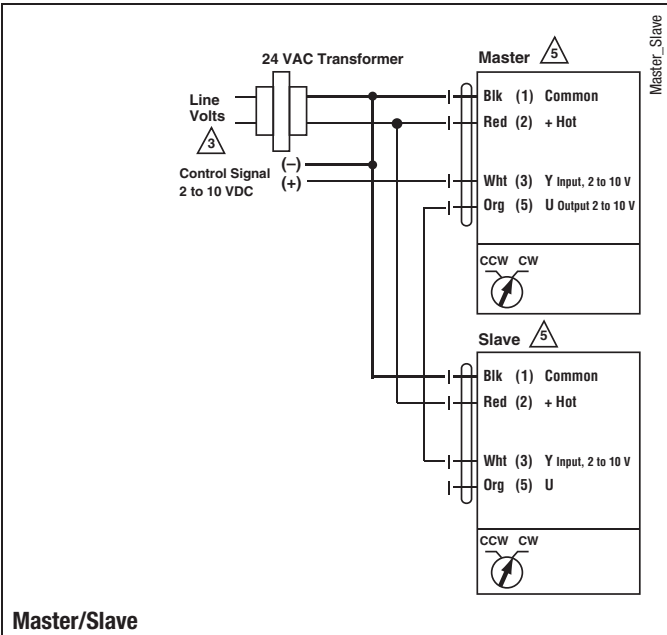 Master_Slave
24 VAC Transformer
Master 5
Line
Volts
3
Blk (1) Common
Red (2) + Hot
Control Signal
2 to 10 VDC
(–)
(+)
Wht (3) Y Input, 2 to 10 V
Org (5) U Output 2 to 10 V
CCW CW
Slave 5
Blk (1) Common
Red (2) + Hot
Wht (3) Y Input, 2 to 10 V
Org (5) U
CCW CW
Master/Slave